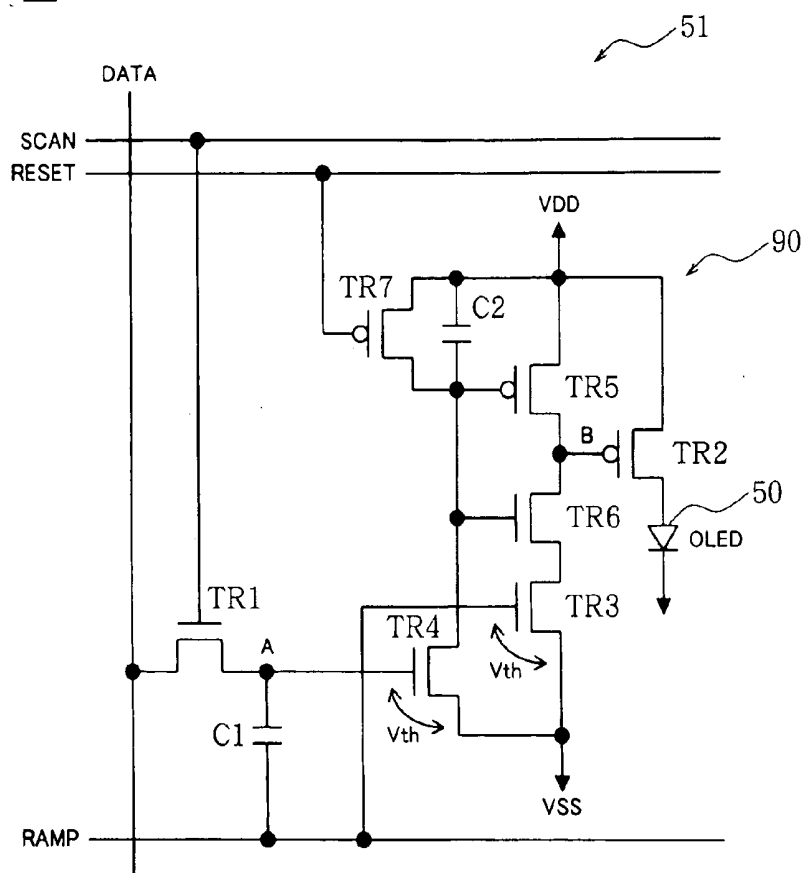 51
DATA
SCAN
RESET
VDD
90
TR7
C2
TR5
B
TR2
50
TR6
OLED
TR1
TR3
A
TR4
Vth
C1
Vth
VSS
RAMP